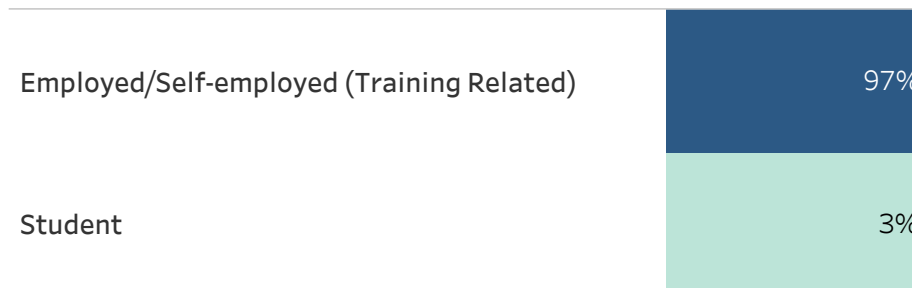 Employed/Self-employed (Training Related) 97%
Student 3%